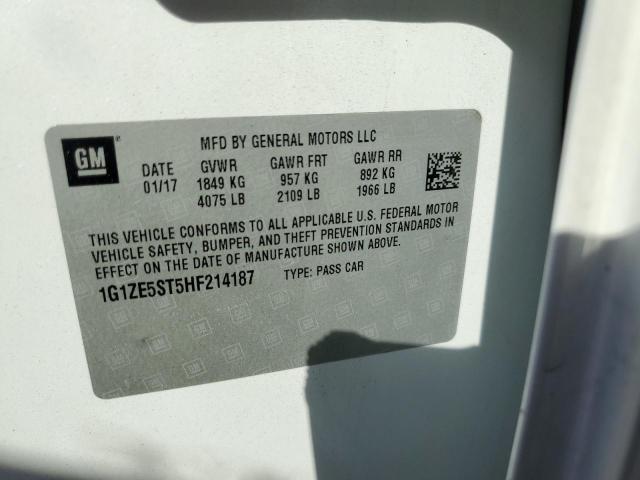 GM
MFD BY GENERAL MOTORS LLC
DATE GVWR GAWR FRT GAWR RR
01/17 1849 KG 957 KG 892 KG
4075 LB 2109 LB 1966 LB
THIS VEHICLE CONFORMS TO ALL APPLICABLE U.S. FEDERAL MOTOR
VEHICLE SAFETY, BUMPER, AND THEFT PREVENTION STANDARDS IN
EFFECT ON THE DATE OF MANUFACTURE SHOWN ABOVE.
1G1ZE5ST5HF214187 TYPE: PASS CAR